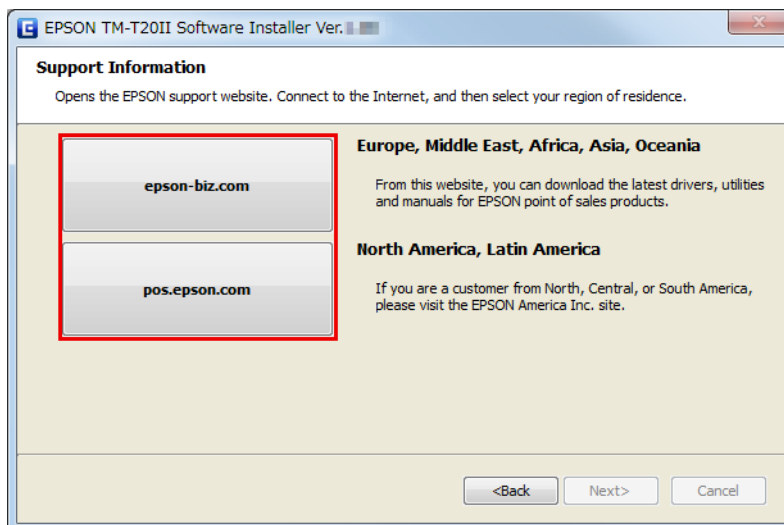 EPSON TM-T20II Software Installer Ver.
Support Information
Opens the EPSON support website. Connect to the Internet, and then select your region of residence.
epson-biz.com
Europe, Middle East, Africa, Asia, Oceania
From this website, you can download the latest drivers, utilities
and manuals for EPSON point of sales products.
pos.epson.com
North America, Latin America
If you are a customer from North, Central, or South America,
please visit the EPSON America Inc. site.
<Back
Next>
Cancel